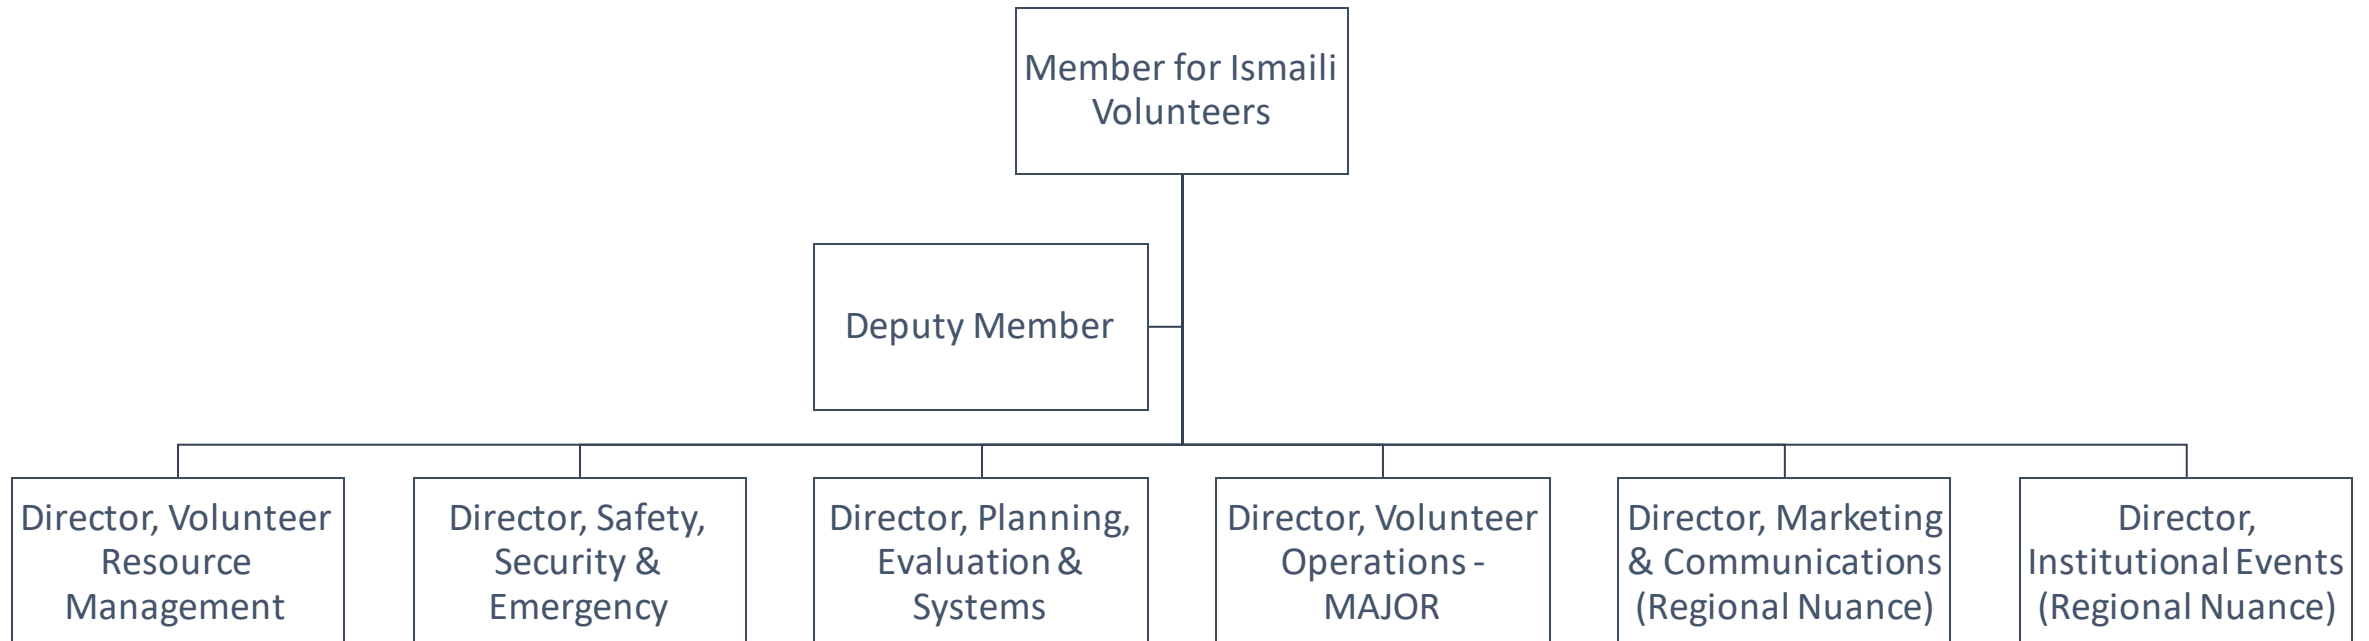 Member for Ismaili
Volunteers
Deputy Member
Director, Volunteer
Resource
Management
Director, Safety,
Security &
Emergency
Director, Planning,
Evaluation &
Systems
Director, Volunteer
Operations -
MAJOR
Director, Marketing
& Communications
(Regional Nuance)
Director,
Institutional Events
(Regional Nuance)